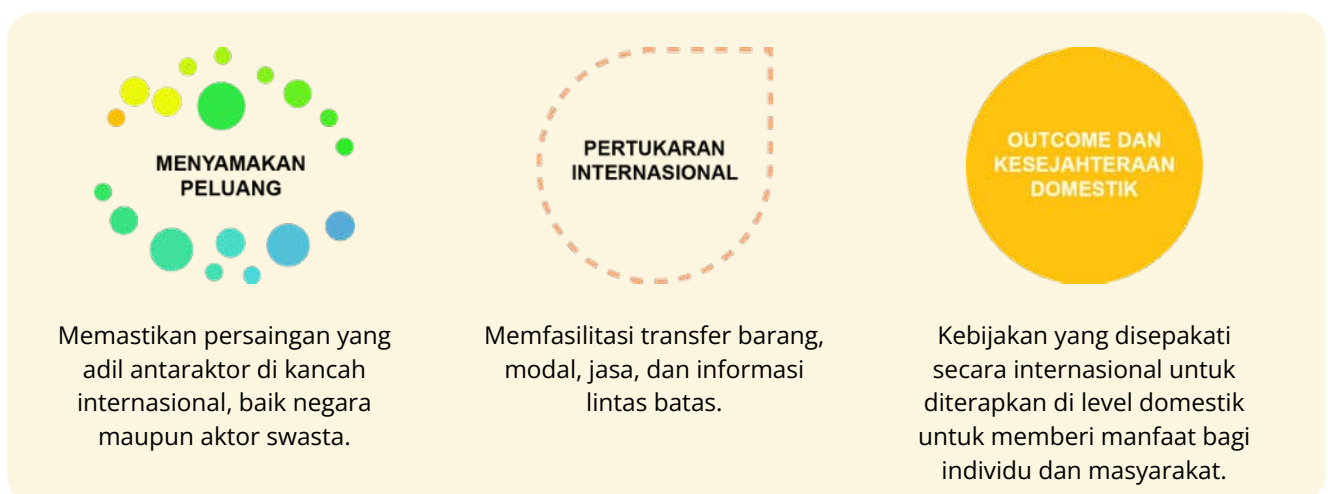 MENYAMAKAN
PELUANG
Memastikan persaingan yang
adil antaraktor di kancah
internasional, baik negara
maupun aktor swasta.
PERTUKARAN
INTERNASIONAL
Memfasilitasi transfer barang,
modal, jasa, dan informasi
lintas batas.
OUTCOME DAN
KESEJAHTERAAN
DOMESTIK
Kebijakan yang disepakati
secara internasional untuk
diterapkan di level domestik
untuk memberi manfaat bagi
individu dan masyarakat.